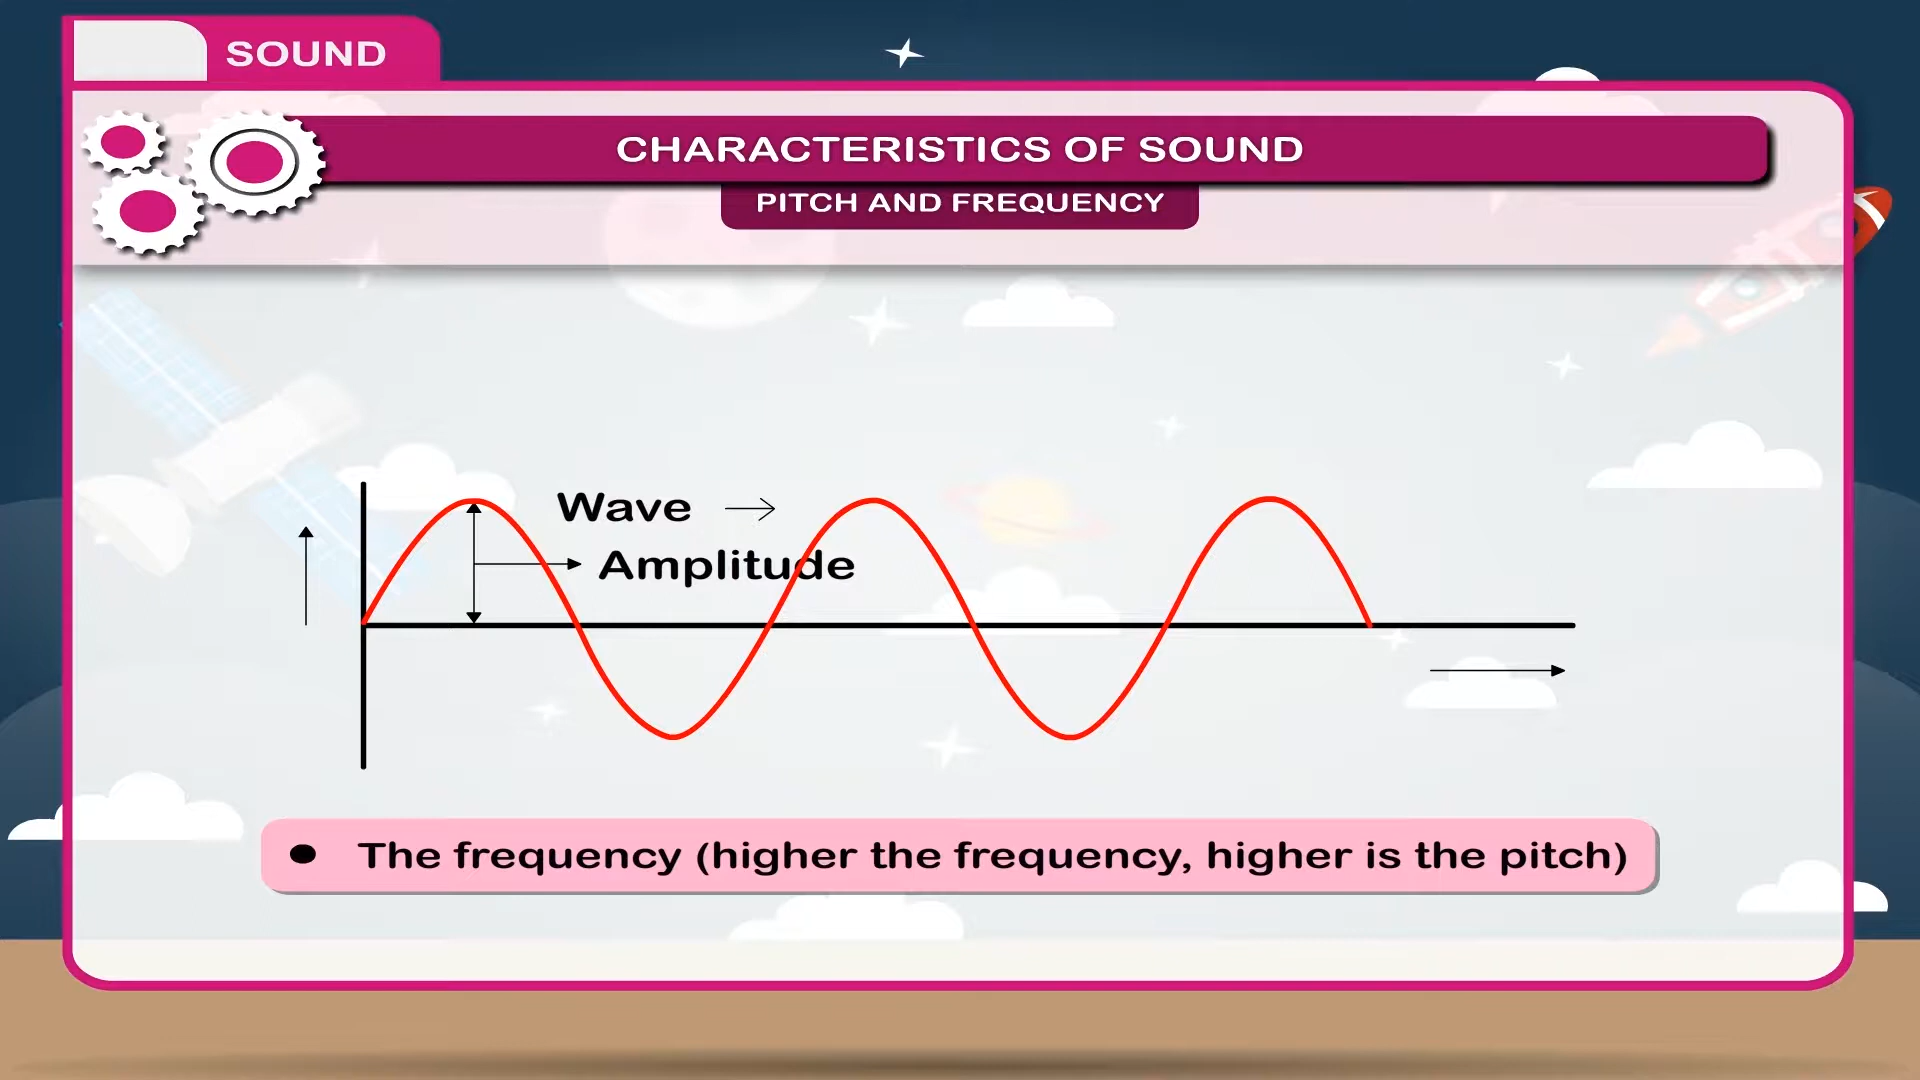 SOUND
CHARACTERISTICS OF SOUND
PITCH AND FREQUENCY
Wave →
Amplitude
• The frequency (higher the frequency, higher is the pitch)